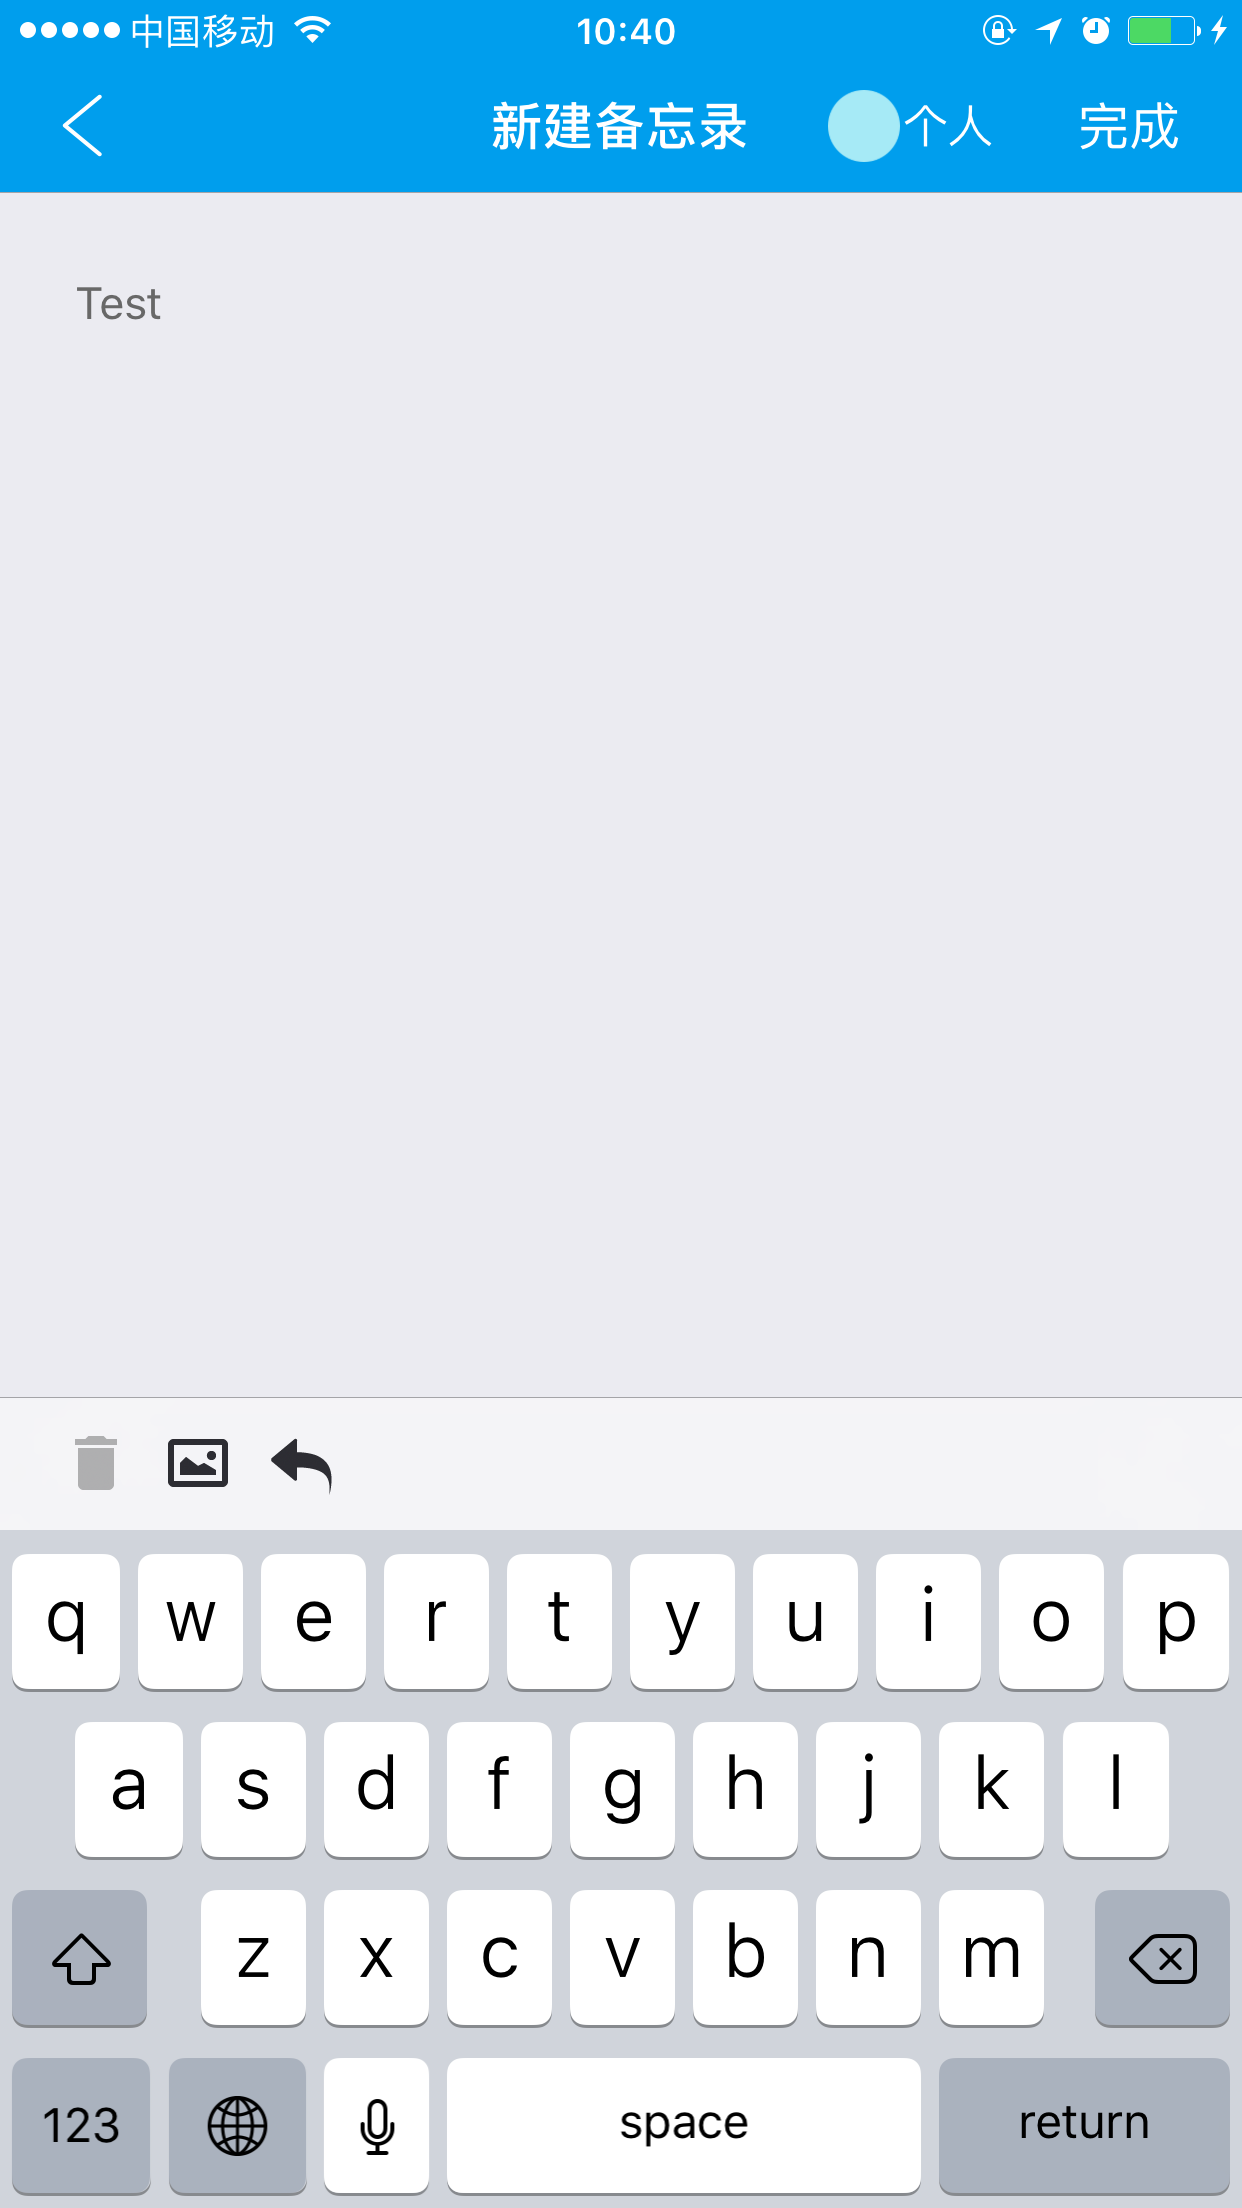 中国移动 10:40
新建备忘录 个人 完成
Test
q w e r t y u i o p
a s d f g h j k l
z x c v b n m
123 space return